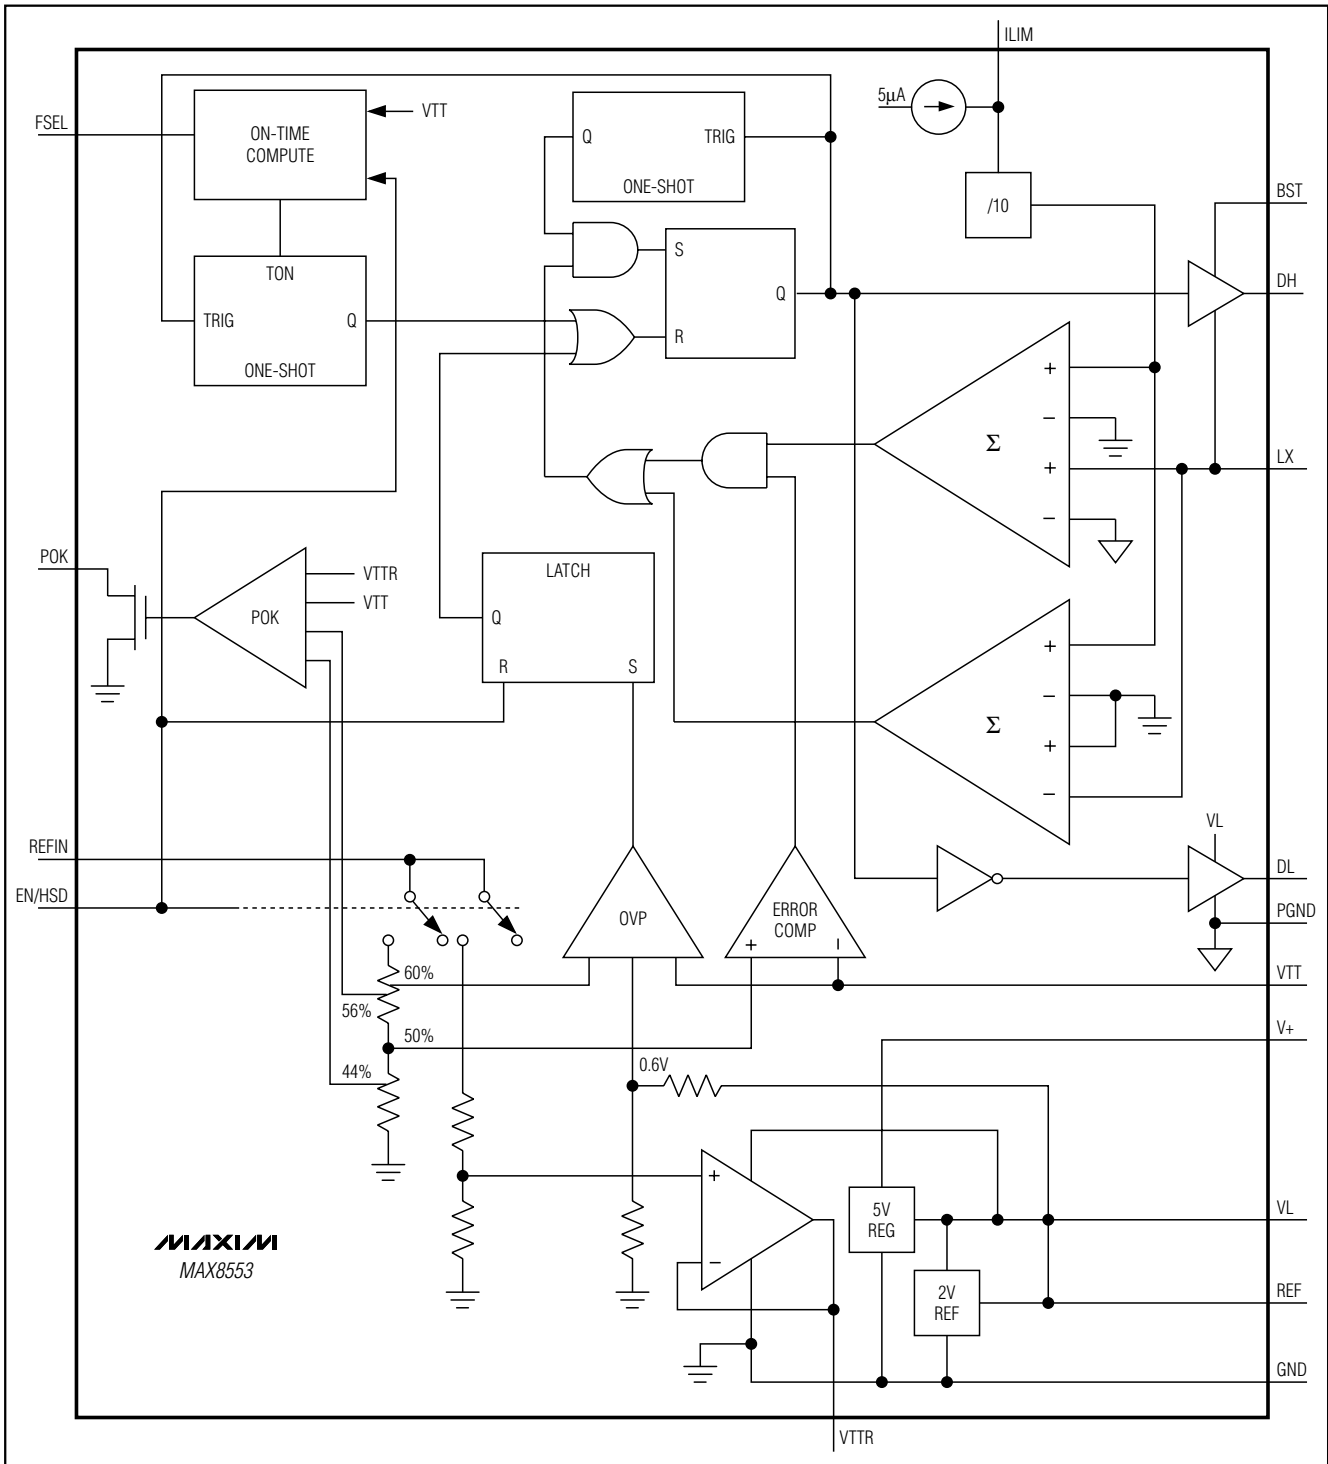 ILIM
5µA
FSEL
ON-TIME
COMPUTE
VTT
Q
TRIG
ONE-SHOT
/10
BST
TON
TRIG
Q
ONE-SHOT
S
Q
R
DH
+
−
Σ
+
−
LX
POK
VTTR
VTT
POK
LATCH
Q
R
S
+
−
Σ
+
−
REFIN
EN/HSD
OVP
ERROR
COMP
+
−
VL
DL
PGND
60%
56%
50%
44%
VTT
V+
0.6V
+
−
5V
REG
VL
2V
REF
REF
GND
MAXIM
MAX8553
VTTR